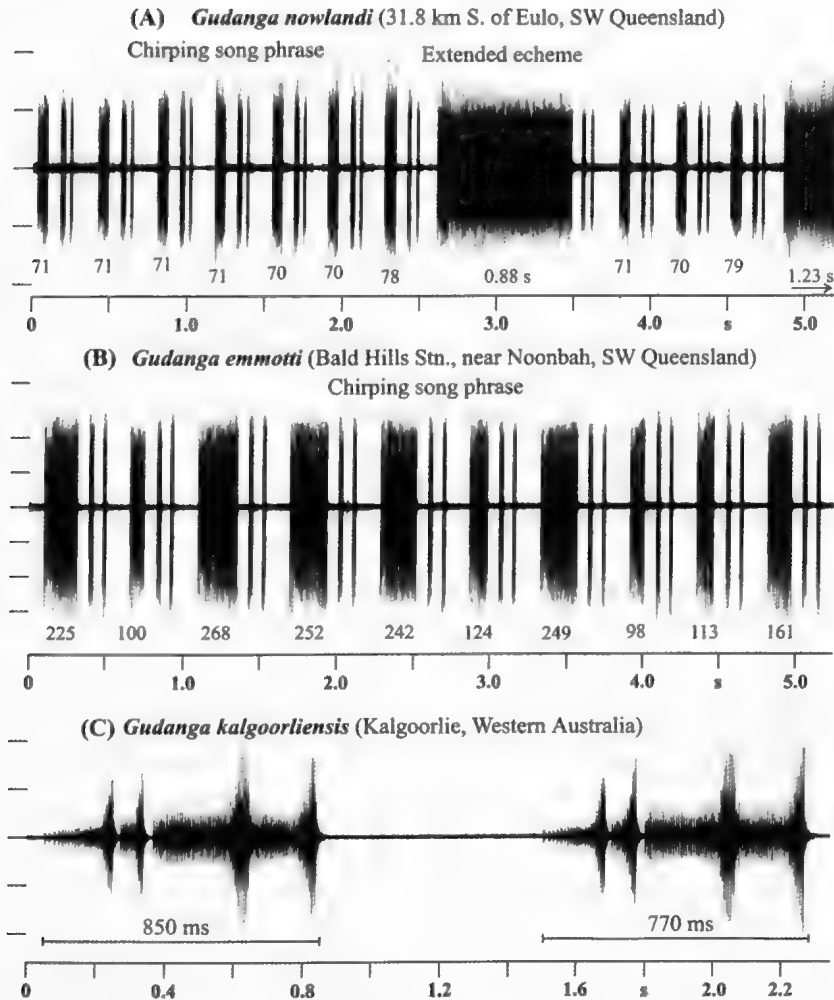 (A) Gudanga nowlandi (31.8 km S. of Eulo, SW Queensland)
Chirping song phrase Extended echeme
71 71 71 71 70 70 78 0.88 s 71 70 79 1.23 s
0 1.0 2.0 3.0 4.0 s 5.0
(B) Gudanga emmotti (Bald Hills Stn., near Noonbah, SW Queensland)
Chirping song phrase
225 100 268 252 242 124 249 98 113 161
0 1.0 2.0 3.0 4.0 s 5.0
(C) Gudanga kalgoorliensis (Kalgoorlie, Western Australia)
850 ms 770 ms
0 0.4 0.8 1.6 s 2.0 2.2